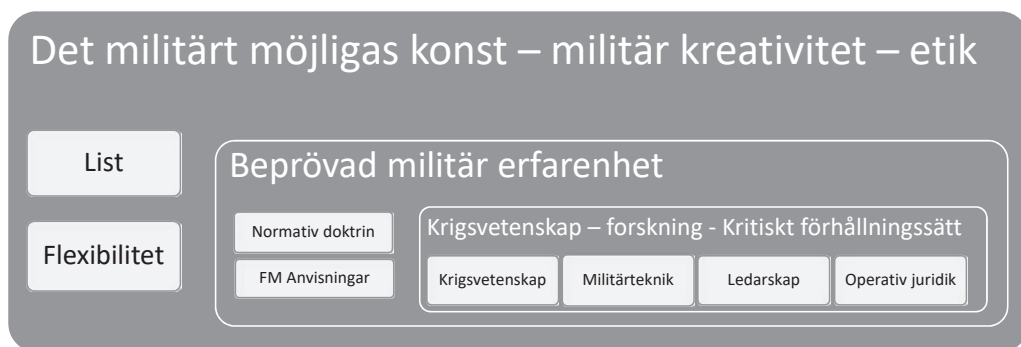 Det militärt möjligas konst – militär kreativitet – etik
List
Flexibilitet
Beprövad militär erfarenhet
Normativ doktrin
FM Anvisningar
Krigsvetenskap – forskning - Kritiskt förhållningssätt
Krigsvetenskap
Militärteknik
Ledarskap
Operativ juridik